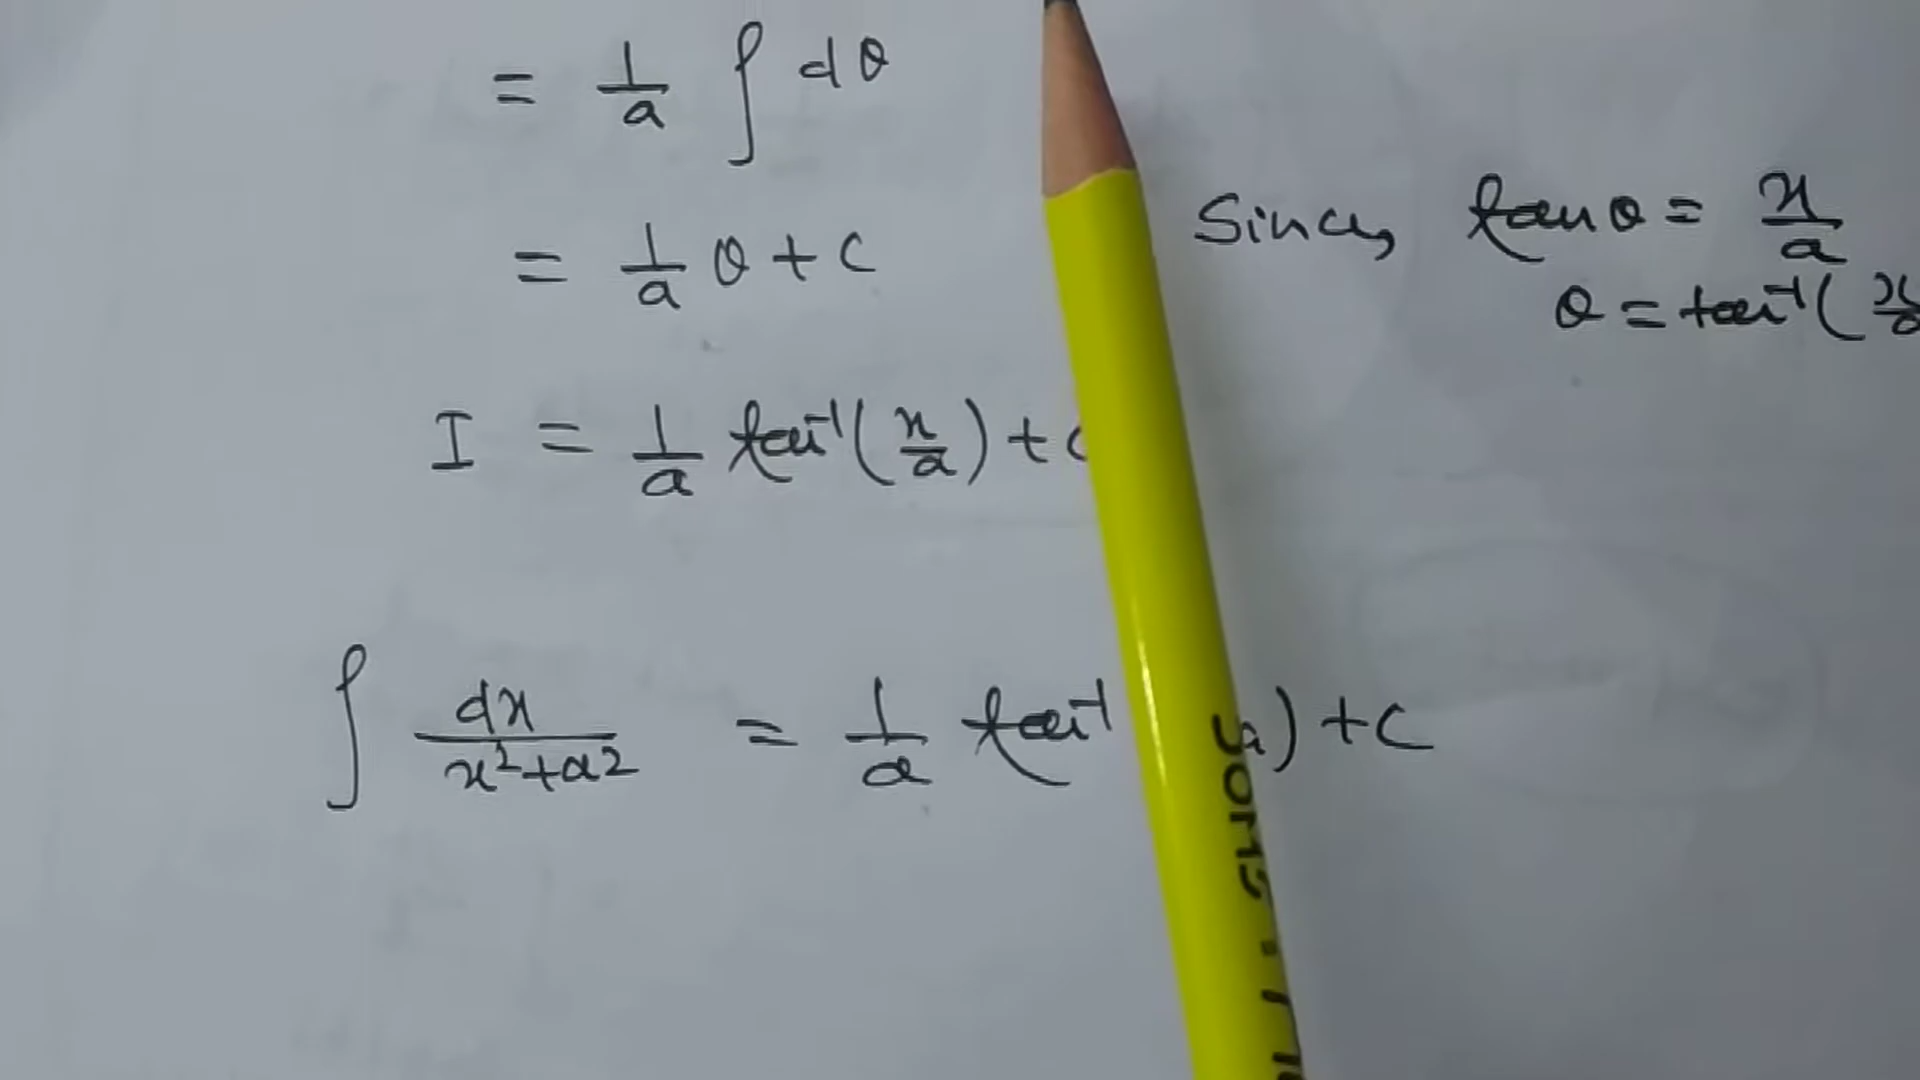 = 1/a ∫ dθ
= 1/a θ + c
Since, tanθ = x/a
θ = tan⁻¹(x/a
I = 1/a tan⁻¹(x/a) + c
∫ dx/x²+a² = 1/a tan⁻¹ a) + c